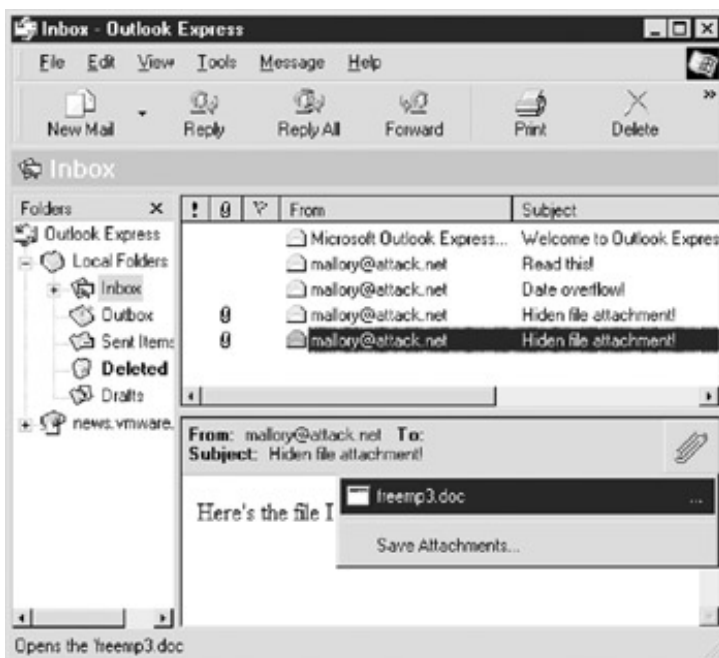 Inbox - Outlook Express
File Edit View Tools Message Help
New Mail Reply Reply All Forward Print Delete »
Inbox
Folders
Outlook Express
Local Folders
Inbox
Outbox
Sent Items
Deleted
Drafts
news.vmware.
! From Subject
Microsoft Outlook Express... Welcome to Outlook Expres
mallory@attack.net Read this!
mallory@attack.net Date overflow!
mallory@attack.net Hiden file attachment!
mallory@attack.net Hiden file attachment!
From: mallory@attack.net To:
Subject: Hiden file attachment!
Here's the file I
freemp3.doc ...
Save Attachments...
Opens the 'freemp3.doc